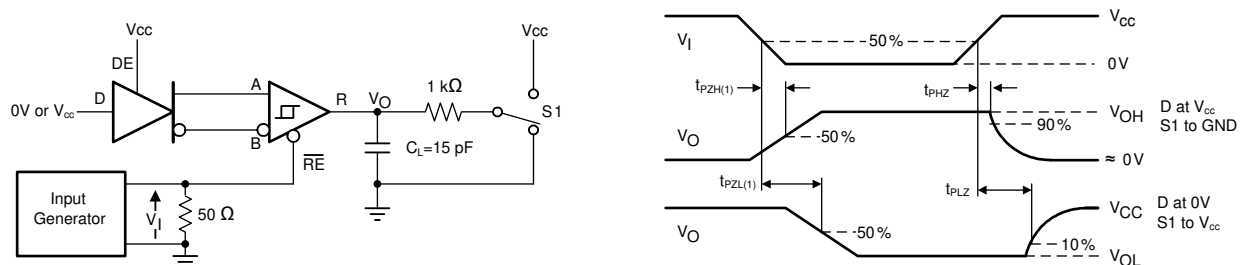 Vcc
DE
D
0V or Vcc
A
B
R
VO
1 kΩ
Vcc
S1
CL=15 pF
RE
Input
Generator
VI
50 Ω
VI
50%
Vcc
0V
tPZH(1)
tPHZ
VO
50%
VOH
90%
≈ 0V
D at Vcc
S1 to GND
tPZL(1)
tPLZ
VO
50%
VCC
10%
VOL
D at 0V
S1 to Vcc